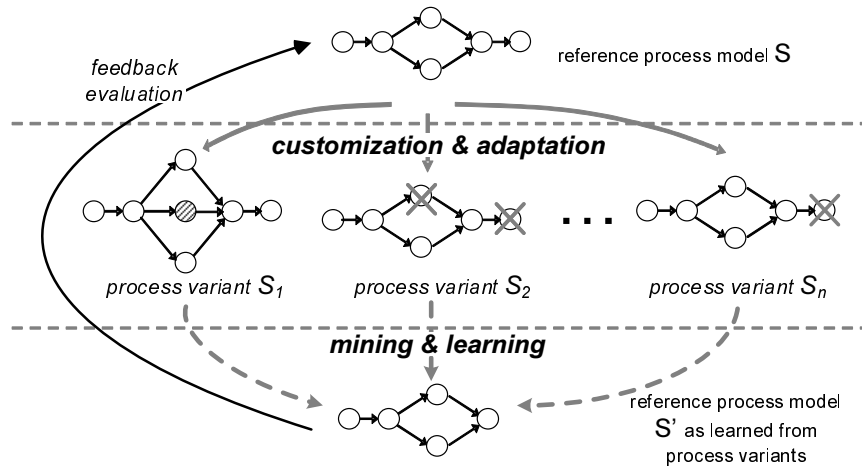 reference process model S
feedback
evaluation
customization & adaptation
. . .
process variant S1
process variant S2
process variant Sn
mining & learning
reference process model
S' as learned from
process variants